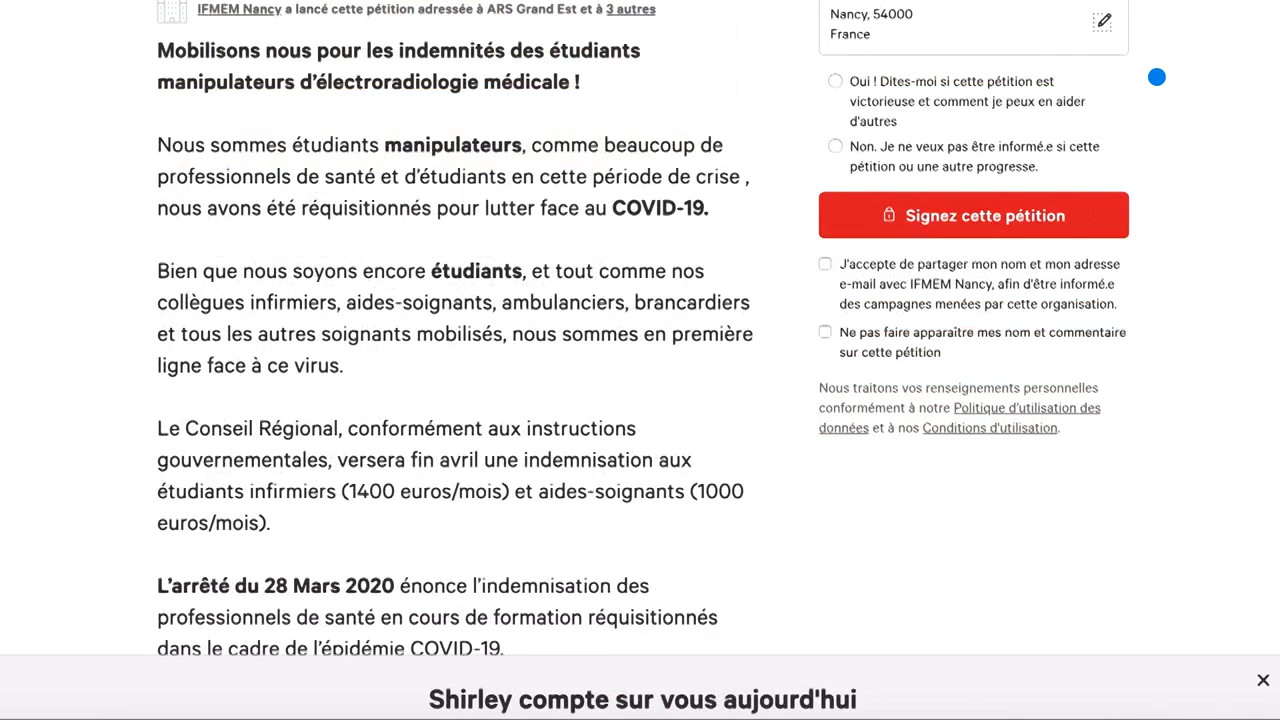 IFMEM Nancy a lancé cette pétition adressée à ARS Grand Est et à 3 autres
Mobilisons nous pour les indemnités des étudiants
manipulateurs d’électroradiologie médicale !
Nous sommes étudiants manipulateurs, comme beaucoup de
professionnels de santé et d’étudiants en cette période de crise ,
nous avons été réquisitionnés pour lutter face au COVID-19.
Bien que nous soyons encore étudiants, et tout comme nos
collègues infirmiers, aides-soignants, ambulanciers, brancardiers
et tous les autres soignants mobilisés, nous sommes en première
ligne face à ce virus.
Le Conseil Régional, conformément aux instructions
gouvernementales, versera fin avril une indemnisation aux
étudiants infirmiers (1400 euros/mois) et aides-soignants (1000
euros/mois).
L’arrêté du 28 Mars 2020 énonce l’indemnisation des
professionnels de santé en cours de formation réquisitionnés
dans le cadre de l’épidémie COVID-19.
Nancy, 54000
France
Oui ! Dites-moi si cette pétition est
victorieuse et comment je peux en aider
d'autres
Non. Je ne veux pas être informé.e si cette
pétition ou une autre progresse.
Signez cette pétition
J'accepte de partager mon nom et mon adresse
e-mail avec IFMEM Nancy, afin d'être informé.e
des campagnes menées par cette organisation.
Ne pas faire apparaître mes nom et commentaire
sur cette pétition
Nous traitons vos renseignements personnelles
conformément à notre Politique d'utilisation des
données et à nos Conditions d'utilisation.
Shirley compte sur vous aujourd'hui